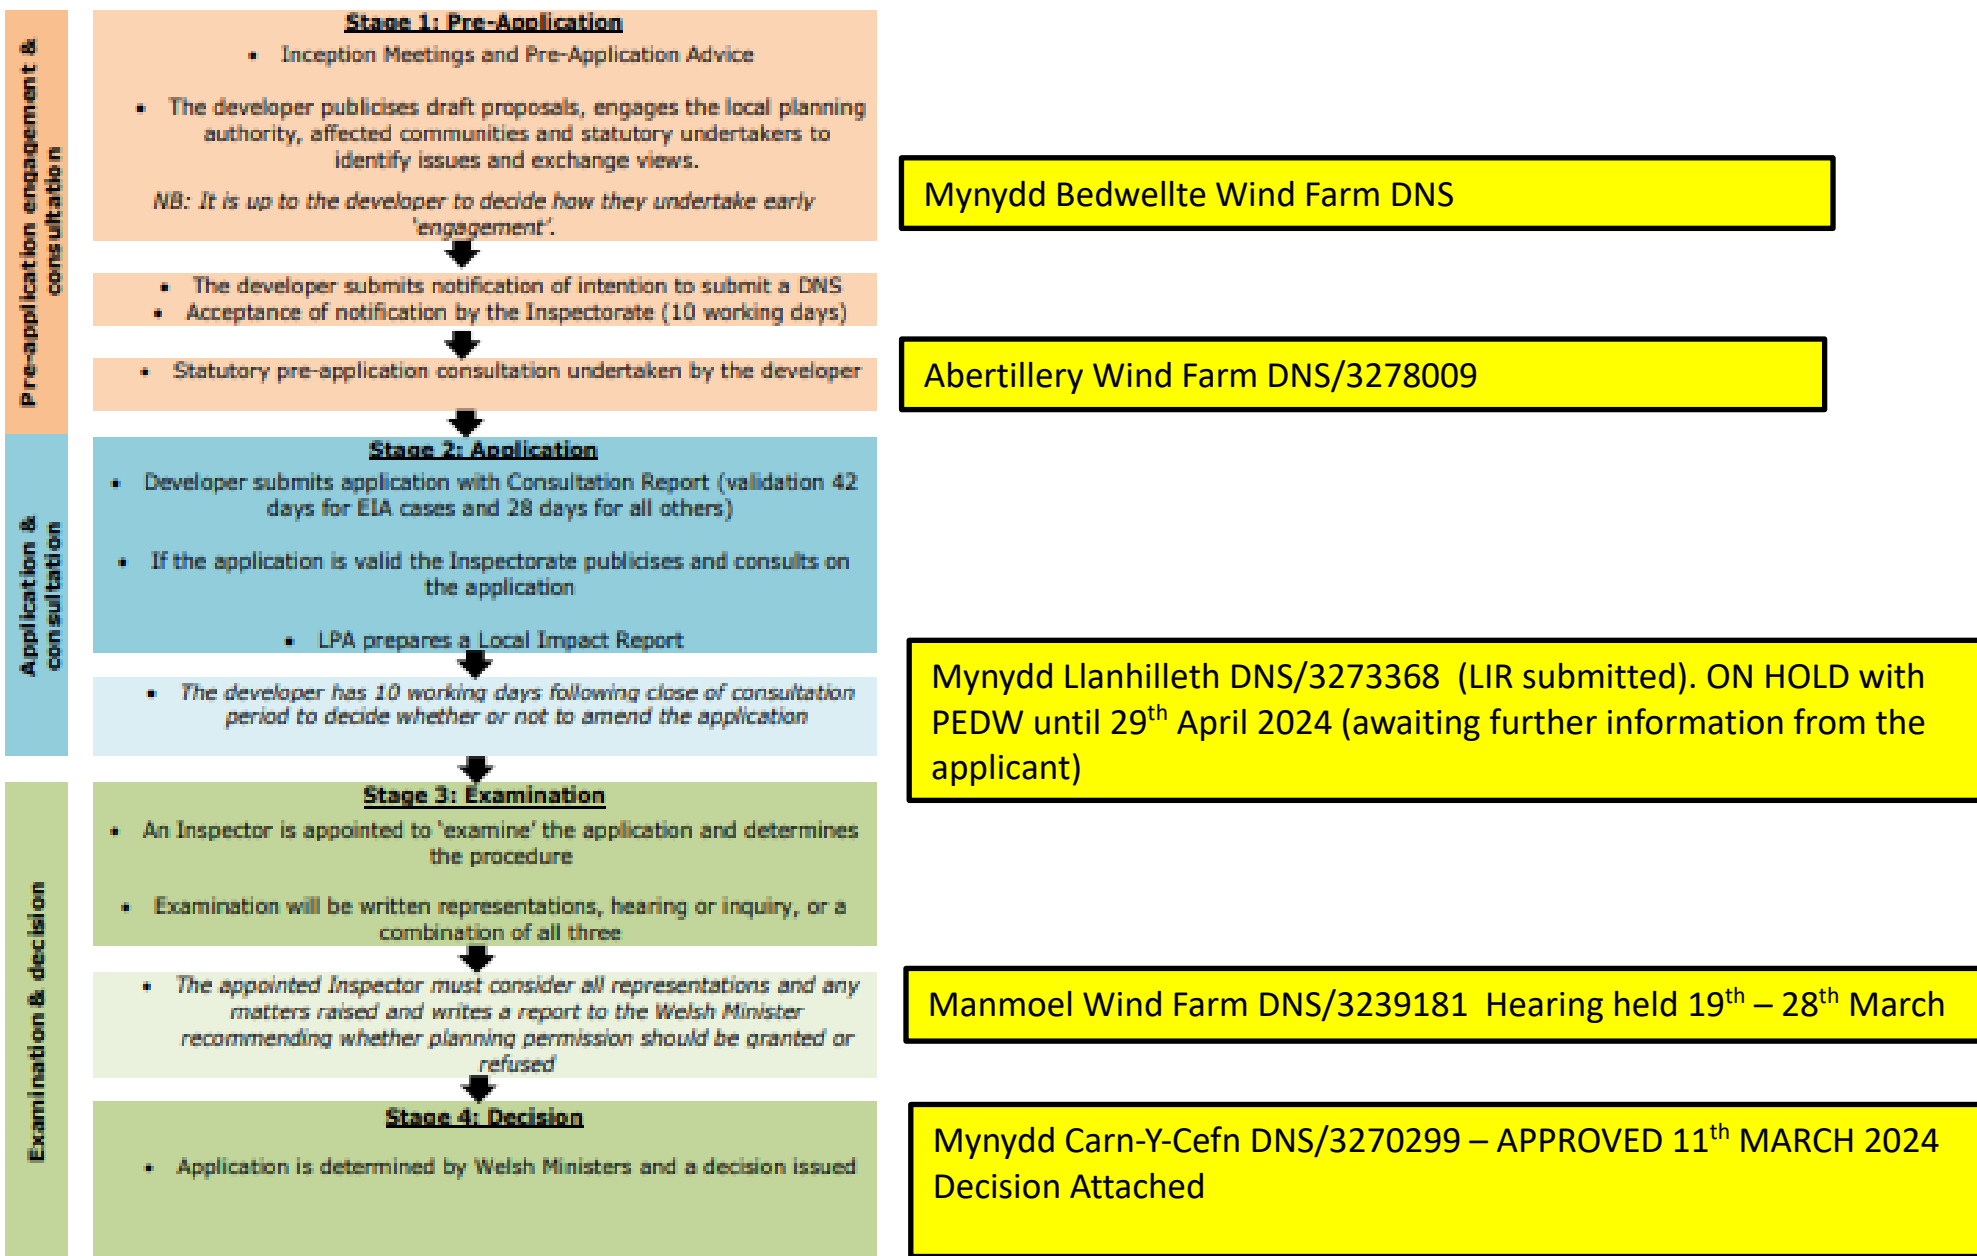 Pre-application engagement &
consultation
Stage 1: Pre-Application
• Inception Meetings and Pre-Application Advice
• The developer publicises draft proposals, engages the local planning
authority, affected communities and statutory undertakers to
identify issues and exchange views.
NB: It is up to the developer to decide how they undertake early
'engagement'.
Mynydd Bedwellte Wind Farm DNS
• The developer submits notification of intention to submit a DNS
• Acceptance of notification by the Inspectorate (10 working days)
• Statutory pre-application consultation undertaken by the developer
Abertillery Wind Farm DNS/3278009
Application &
consultation
Stage 2: Application
• Developer submits application with Consultation Report (validation 42
days for EIA cases and 28 days for all others)
• If the application is valid the Inspectorate publicises and consults on
the application
• LPA prepares a Local Impact Report
• The developer has 10 working days following close of consultation
period to decide whether or not to amend the application
Mynydd Llanhilleth DNS/3273368 (LIR submitted). ON HOLD with
PEDW until 29th April 2024 (awaiting further information from the
applicant)
Examination & decision
Stage 3: Examination
• An Inspector is appointed to 'examine' the application and determines
the procedure
• Examination will be written representations, hearing or inquiry, or a
combination of all three
• The appointed Inspector must consider all representations and any
matters raised and writes a report to the Welsh Minister
recommending whether planning permission should be granted or
refused
Manmoel Wind Farm DNS/3239181 Hearing held 19th – 28th March
Stage 4: Decision
• Application is determined by Welsh Ministers and a decision issued
Mynydd Carn-Y-Cefn DNS/3270299 – APPROVED 11th MARCH 2024
Decision Attached